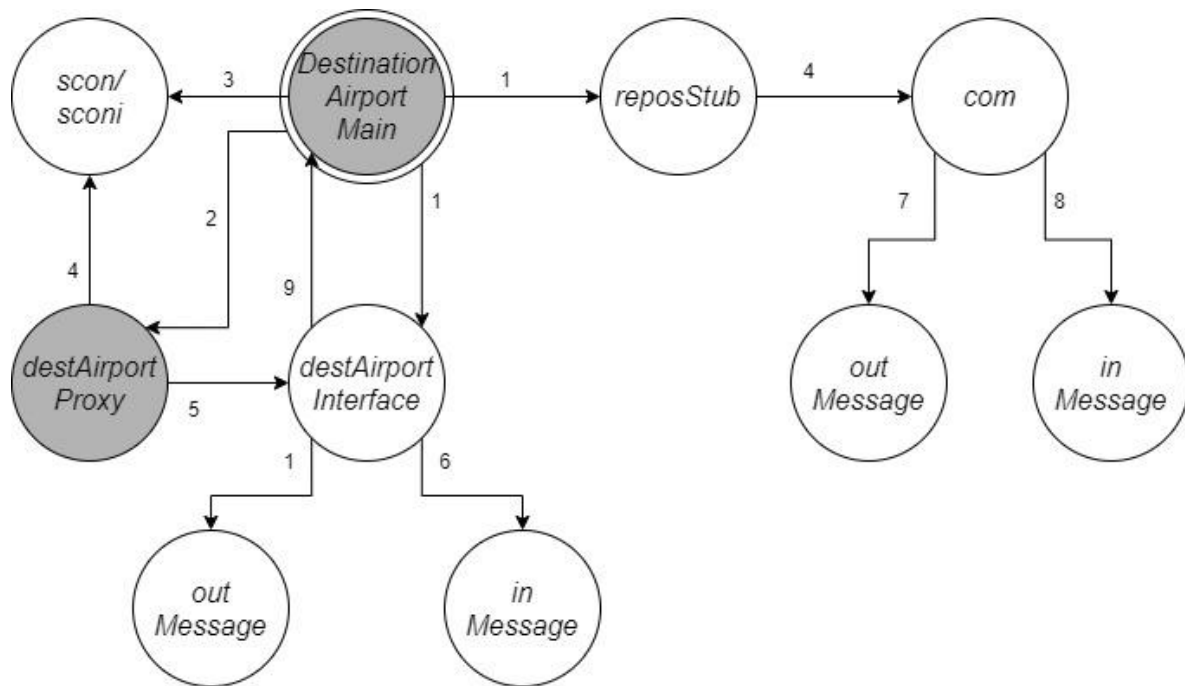 scon/
sconi
3
Destination
Airport
Main
1
reposStub
4
com
2
1
7
8
4
9
destAirport
Proxy
5
destAirport
Interface
out
Message
in
Message
1
6
out
Message
in
Message